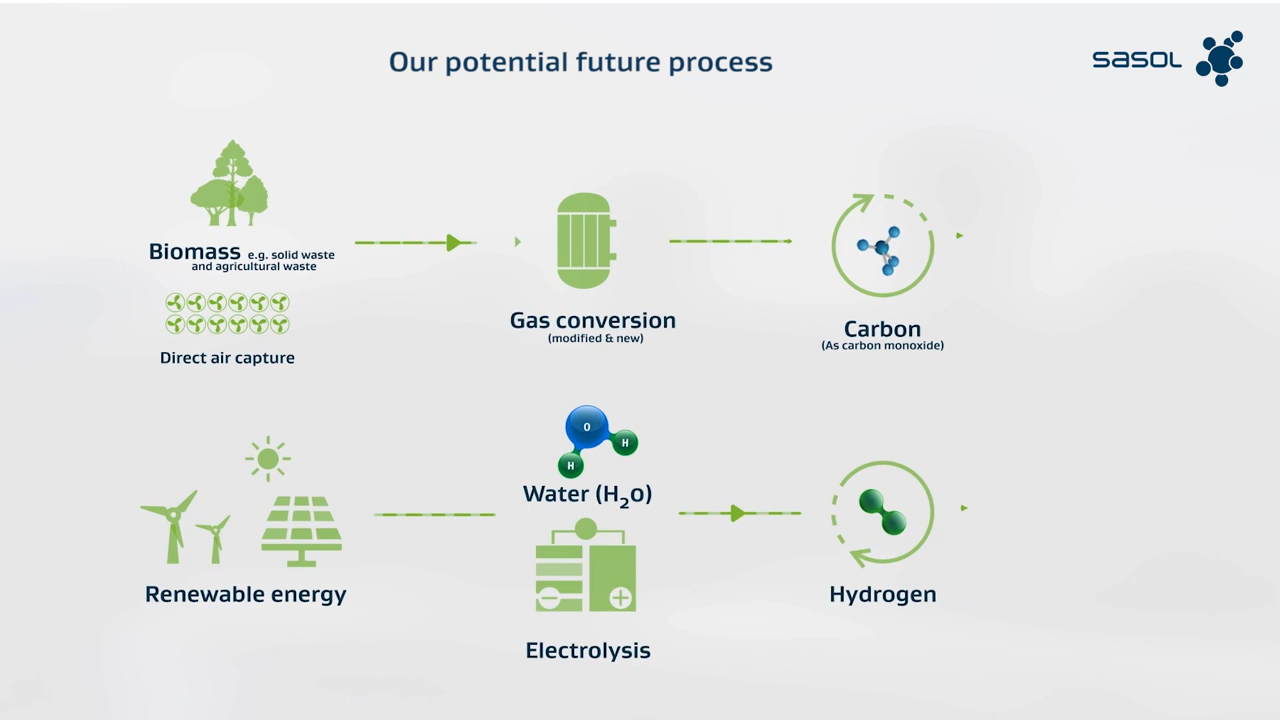 Our potential future process
sasol
Biomass e.g. solid waste
and agricultural waste
Direct air capture
Gas conversion
(modified & new)
Carbon
(As carbon monoxide)
O
H
H
Water (H₂0)
Renewable energy
Electrolysis
Hydrogen